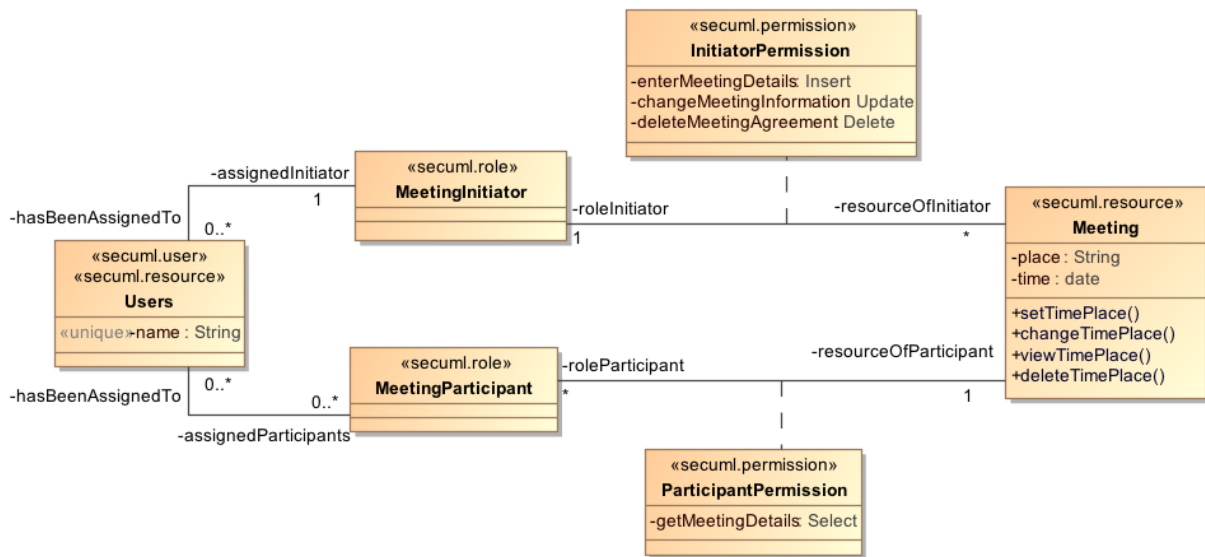 «secuml.permission»
InitiatorPermission
-enterMeetingDetails: Insert
-changeMeetingInformation Update
-deleteMeetingAgreement Delete
-assignedInitiator
1
«secuml.role»
MeetingInitiator
-hasBeenAssignedTo
0..*
-roleInitiator
1
-resourceOfInitiator
*
«secuml.resource»
Meeting
-place : String
-time : date
+setTimePlace()
+changeTimePlace()
+viewTimePlace()
+deleteTimePlace()
«secuml.user»
«secuml.resource»
Users
«unique»-name : String
-hasBeenAssignedTo
0..*
0..*
-assignedParticipants
«secuml.role»
MeetingParticipant
-roleParticipant
*
-resourceOfParticipant
1
«secuml.permission»
ParticipantPermission
-getMeetingDetails: Select